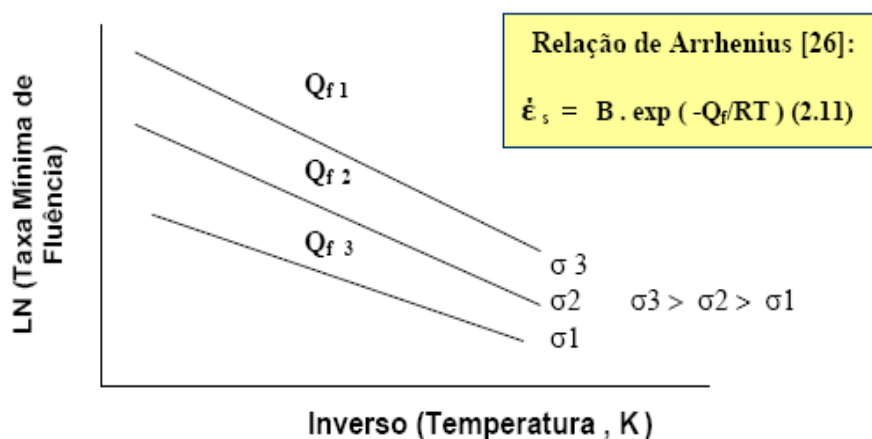 Relação de Arrhenius [26]:
ε̇ s = B . exp ( -Qf/RT ) (2.11)
LN (Taxa Mínima de
Fluência)
Qf 1
Qf 2
Qf 3
σ 3
σ2 σ3 > σ2 > σ1
σ1
Inverso (Temperatura , K )